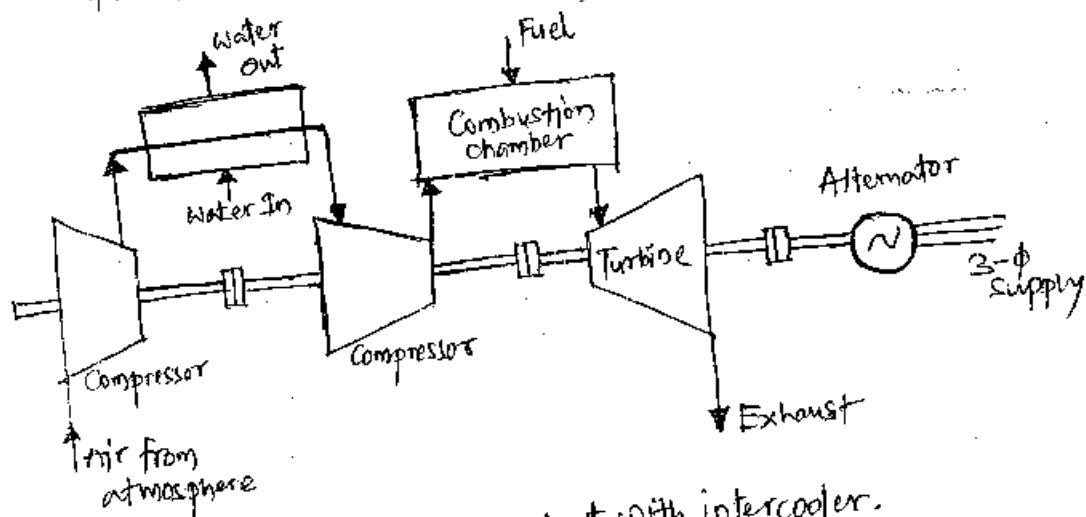 Water
out
Fuel
Combustion
chamber
Water In
Alternator
Turbine
3-ϕ
supply
Compressor
Compressor
Exhaust
Air from
atmosphere
with intercooler.